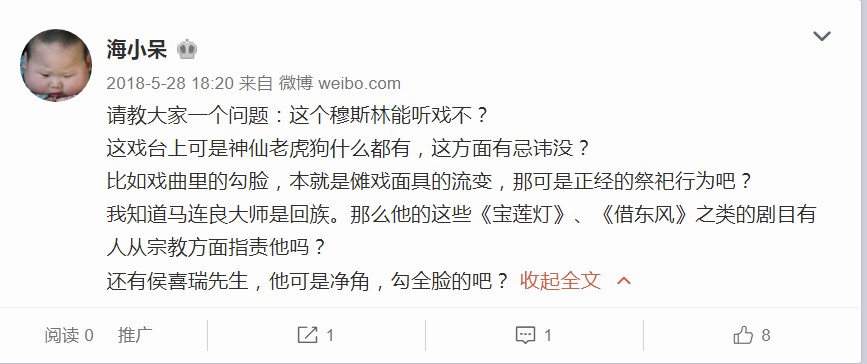 海小呆
2018-5-28 18:20 来自 微博 weibo.com
请教大家一个问题：这个穆斯林能听戏不？
这戏台上可是神仙老虎狗什么都有，这方面有忌讳没？
比如戏曲里的勾脸，本就是傩戏面具的流变，那可是正经的祭祀行为吧？
我知道马连良大师是回族。那么他的这些《宝莲灯》、《借东风》之类的剧目有
人从宗教方面指责他吗？
还有侯喜瑞先生，他可是净角，勾全脸的吧？ 收起全文
阅读 0 推广 1 1 8